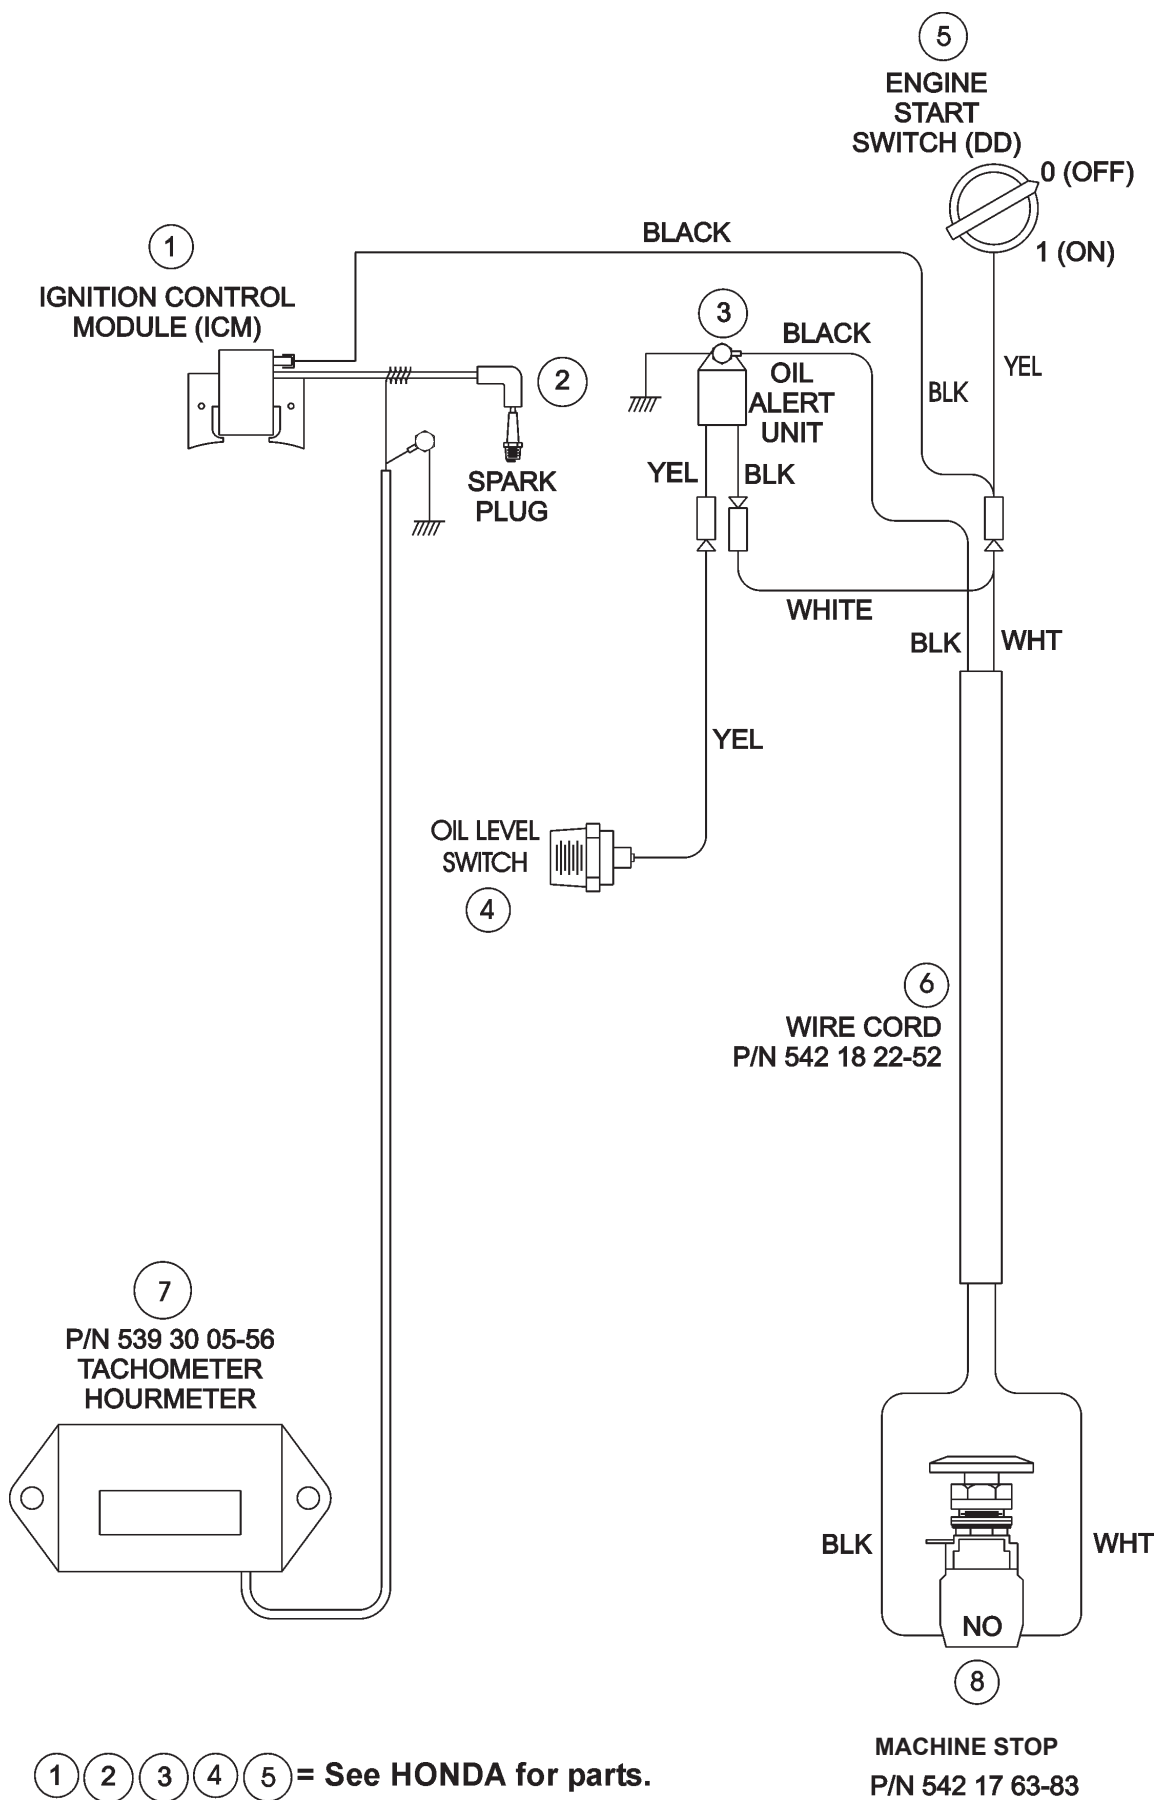 5
ENGINE
START
SWITCH (DD)
0 (OFF)
1 (ON)
BLACK
1
IGNITION CONTROL
MODULE (ICM)
3
BLACK
OIL
ALERT
UNIT
2
SPARK
PLUG
YEL
BLK
BLK
YEL
WHITE
BLK
WHT
YEL
OIL LEVEL
SWITCH
4
6
WIRE CORD
P/N 542 18 22-52
7
P/N 539 30 05-56
TACHOMETER
HOURMETER
BLK
WHT
NO
8
MACHINE STOP
P/N 542 17 63-83
1 2 3 4 5 = See HONDA for parts.